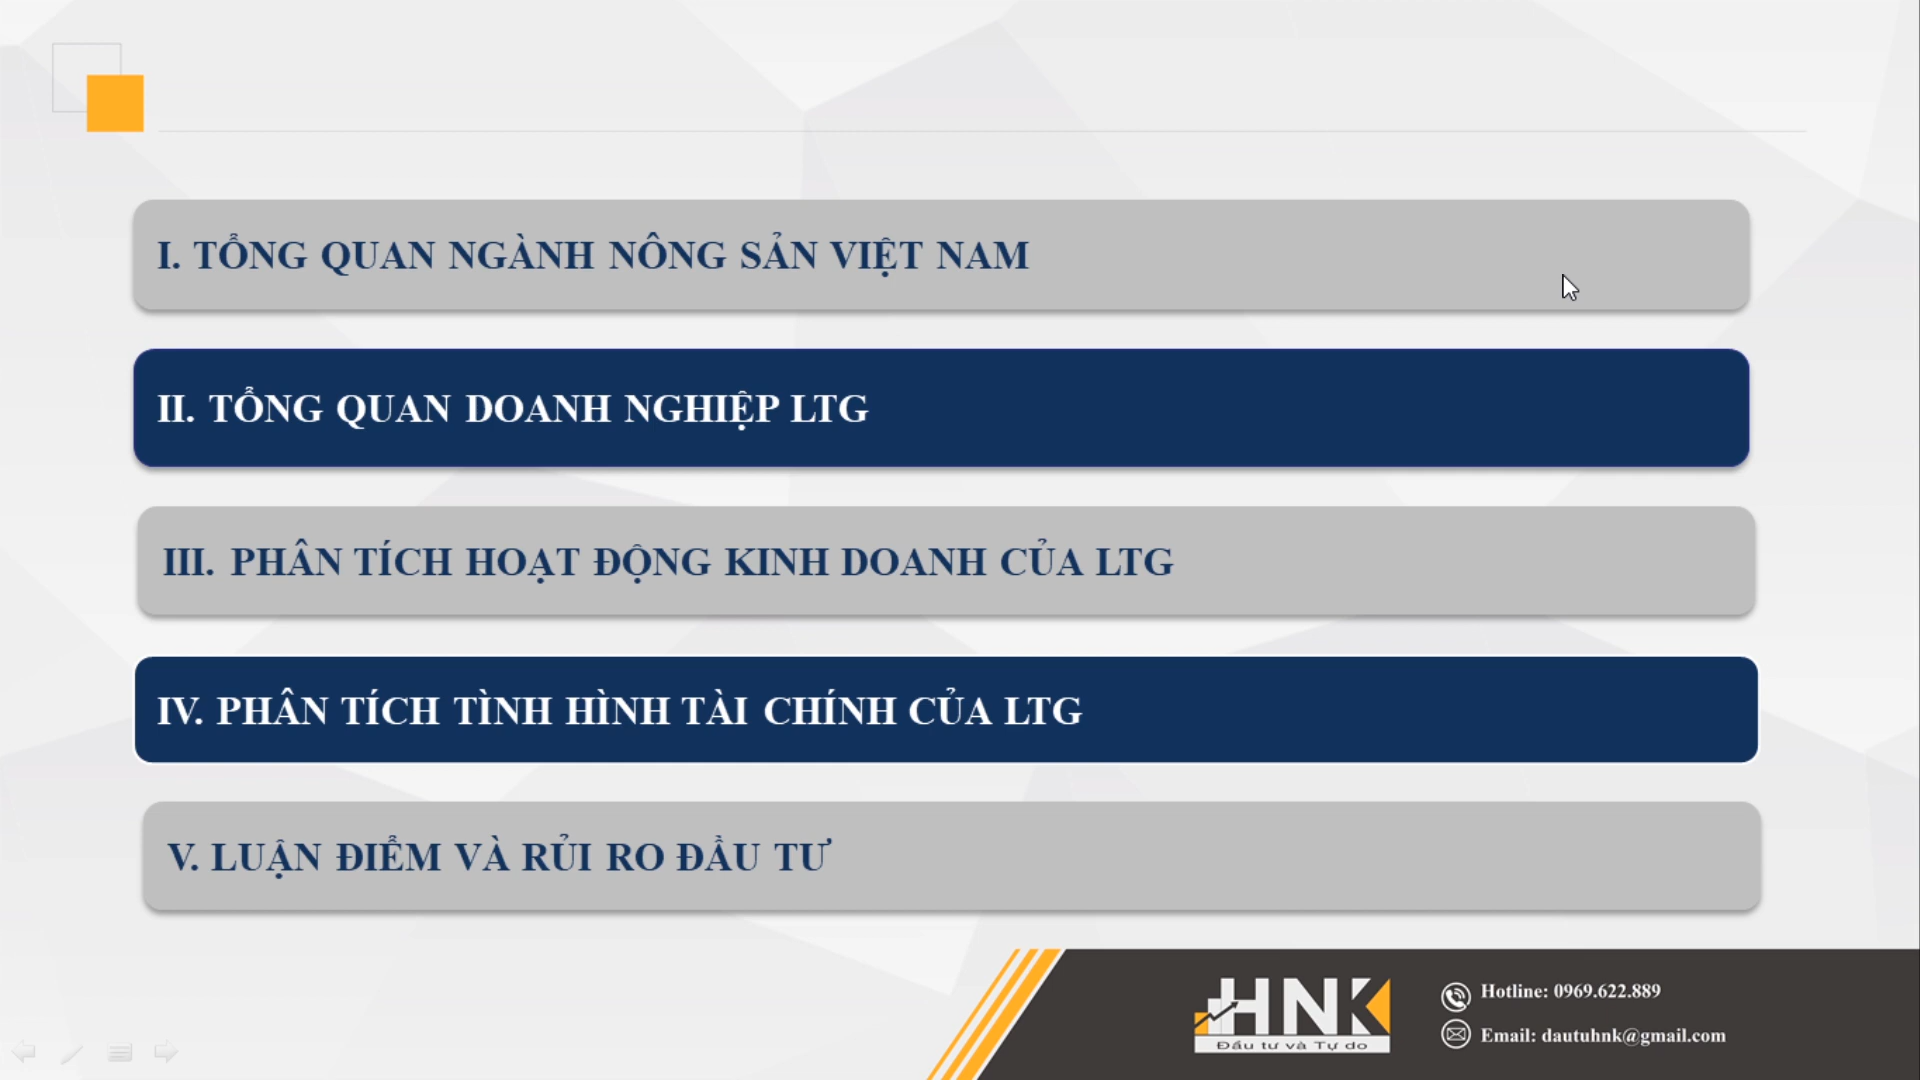 I. TỔNG QUAN NGÀNH NÔNG SẢN VIỆT NAM
II. TỔNG QUAN DOANH NGHIỆP LTG
III. PHÂN TÍCH HOẠT ĐỘNG KINH DOANH CỦA LTG
IV. PHÂN TÍCH TÌNH HÌNH TÀI CHÍNH CỦA LTG
V. LUẬN ĐIỂM VÀ RỦI RO ĐẦU TƯ
HNK
Đầu tư và Tự do
Hotline: 0969.622.889
Email: dautuhnk@gmail.com